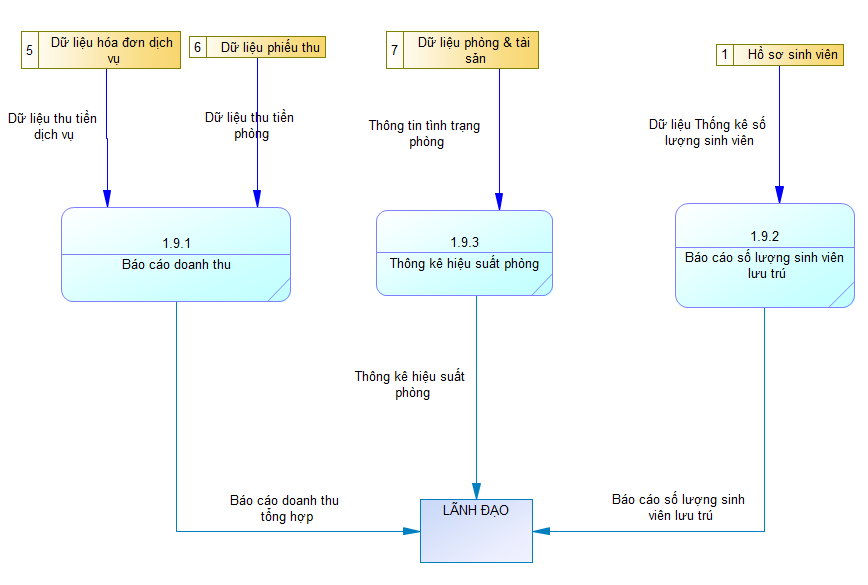 5
Dữ liệu hóa đơn dịch
vụ
6
Dữ liệu phiếu thu
7
Dữ liệu phòng & tài
sản
1
Hồ sơ sinh viên
Dữ liệu thu tiền
dịch vụ
Dữ liệu thu tiền
phòng
Thông tin tình trạng
phòng
Dữ liệu Thống kê số
lượng sinh viên
1.9.1
Báo cáo doanh thu
1.9.3
Thống kê hiệu suất phòng
1.9.2
Báo cáo số lượng sinh viên
lưu trú
Thông kê hiệu suất
phòng
Báo cáo doanh thu
tổng hợp
LÃNH ĐẠO
Báo cáo số lượng sinh
viên lưu trú